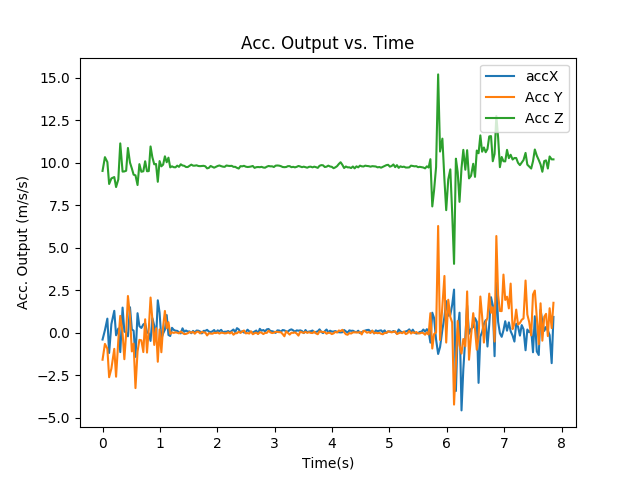 Acc. Output vs. Time
accX
Acc Y
Acc Z
Acc. Output (m/s/s)
15.0
12.5
10.0
7.5
5.0
2.5
0.0
−2.5
−5.0
0 1 2 3 4 5 6 7 8
Time(s)